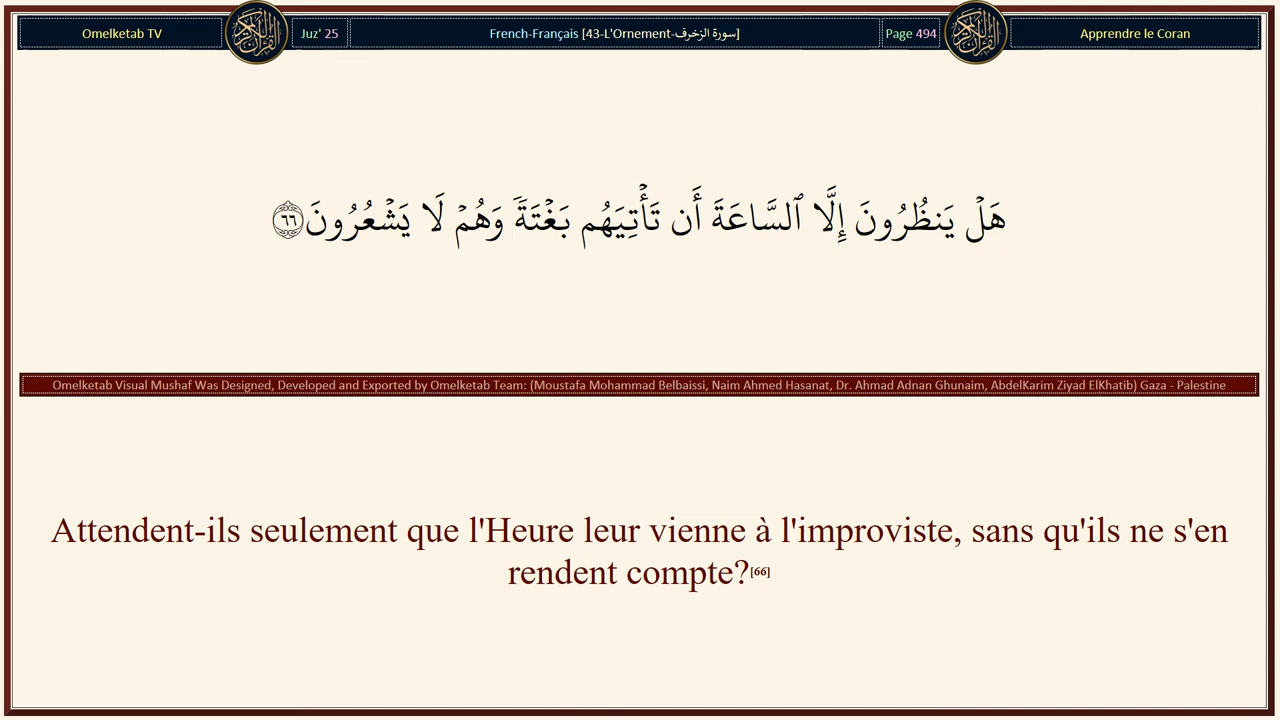 Omelketab TV
Juz' 25
French-Français [43-L'Ornement-سورة الزخرف]
Page 494
Apprendre le Coran
هَلۡ يَنظُرُونَ إِلَّا ٱلسَّاعَةَ أَن تَأۡتِيَهُم بَغۡتَةٗ وَهُمۡ لَا يَشۡعُرُونَ ٦٦
Omelketab Visual Mushaf Was Designed, Developed and Exported by Omelketab Team: (Moustafa Mohammad Belbaissi, Naim Ahmed Hasanat, Dr. Ahmad Adnan Ghunaim, AbdelKarim Ziyad ElKhatib) Gaza - Palestine
Attendent-ils seulement que l'Heure leur vienne à l'improviste, sans qu'ils ne s'en
rendent compte?[66]